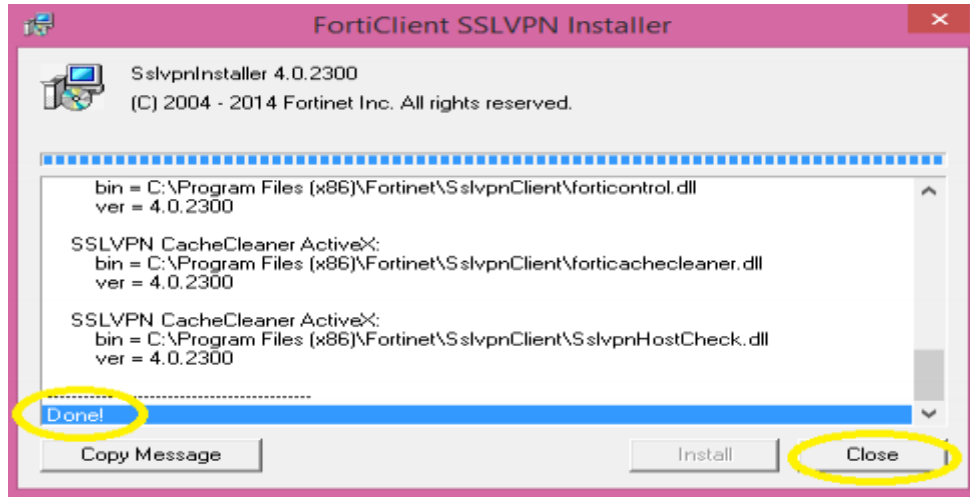 FortiClient SSLVPN Installer
SslvpnInstaller 4.0.2300
(C) 2004 - 2014 Fortinet Inc. All rights reserved.
bin = C:\Program Files (x86)\Fortinet\SslvpnClient\forticontrol.dll
ver = 4.0.2300
SSLVPN CacheCleaner ActiveX:
bin = C:\Program Files (x86)\Fortinet\SslvpnClient\forticachecleaner.dll
ver = 4.0.2300
SSLVPN CacheCleaner ActiveX:
bin = C:\Program Files (x86)\Fortinet\SslvpnClient\SslvpnHostCheck.dll
ver = 4.0.2300
Done!
Copy Message Install Close